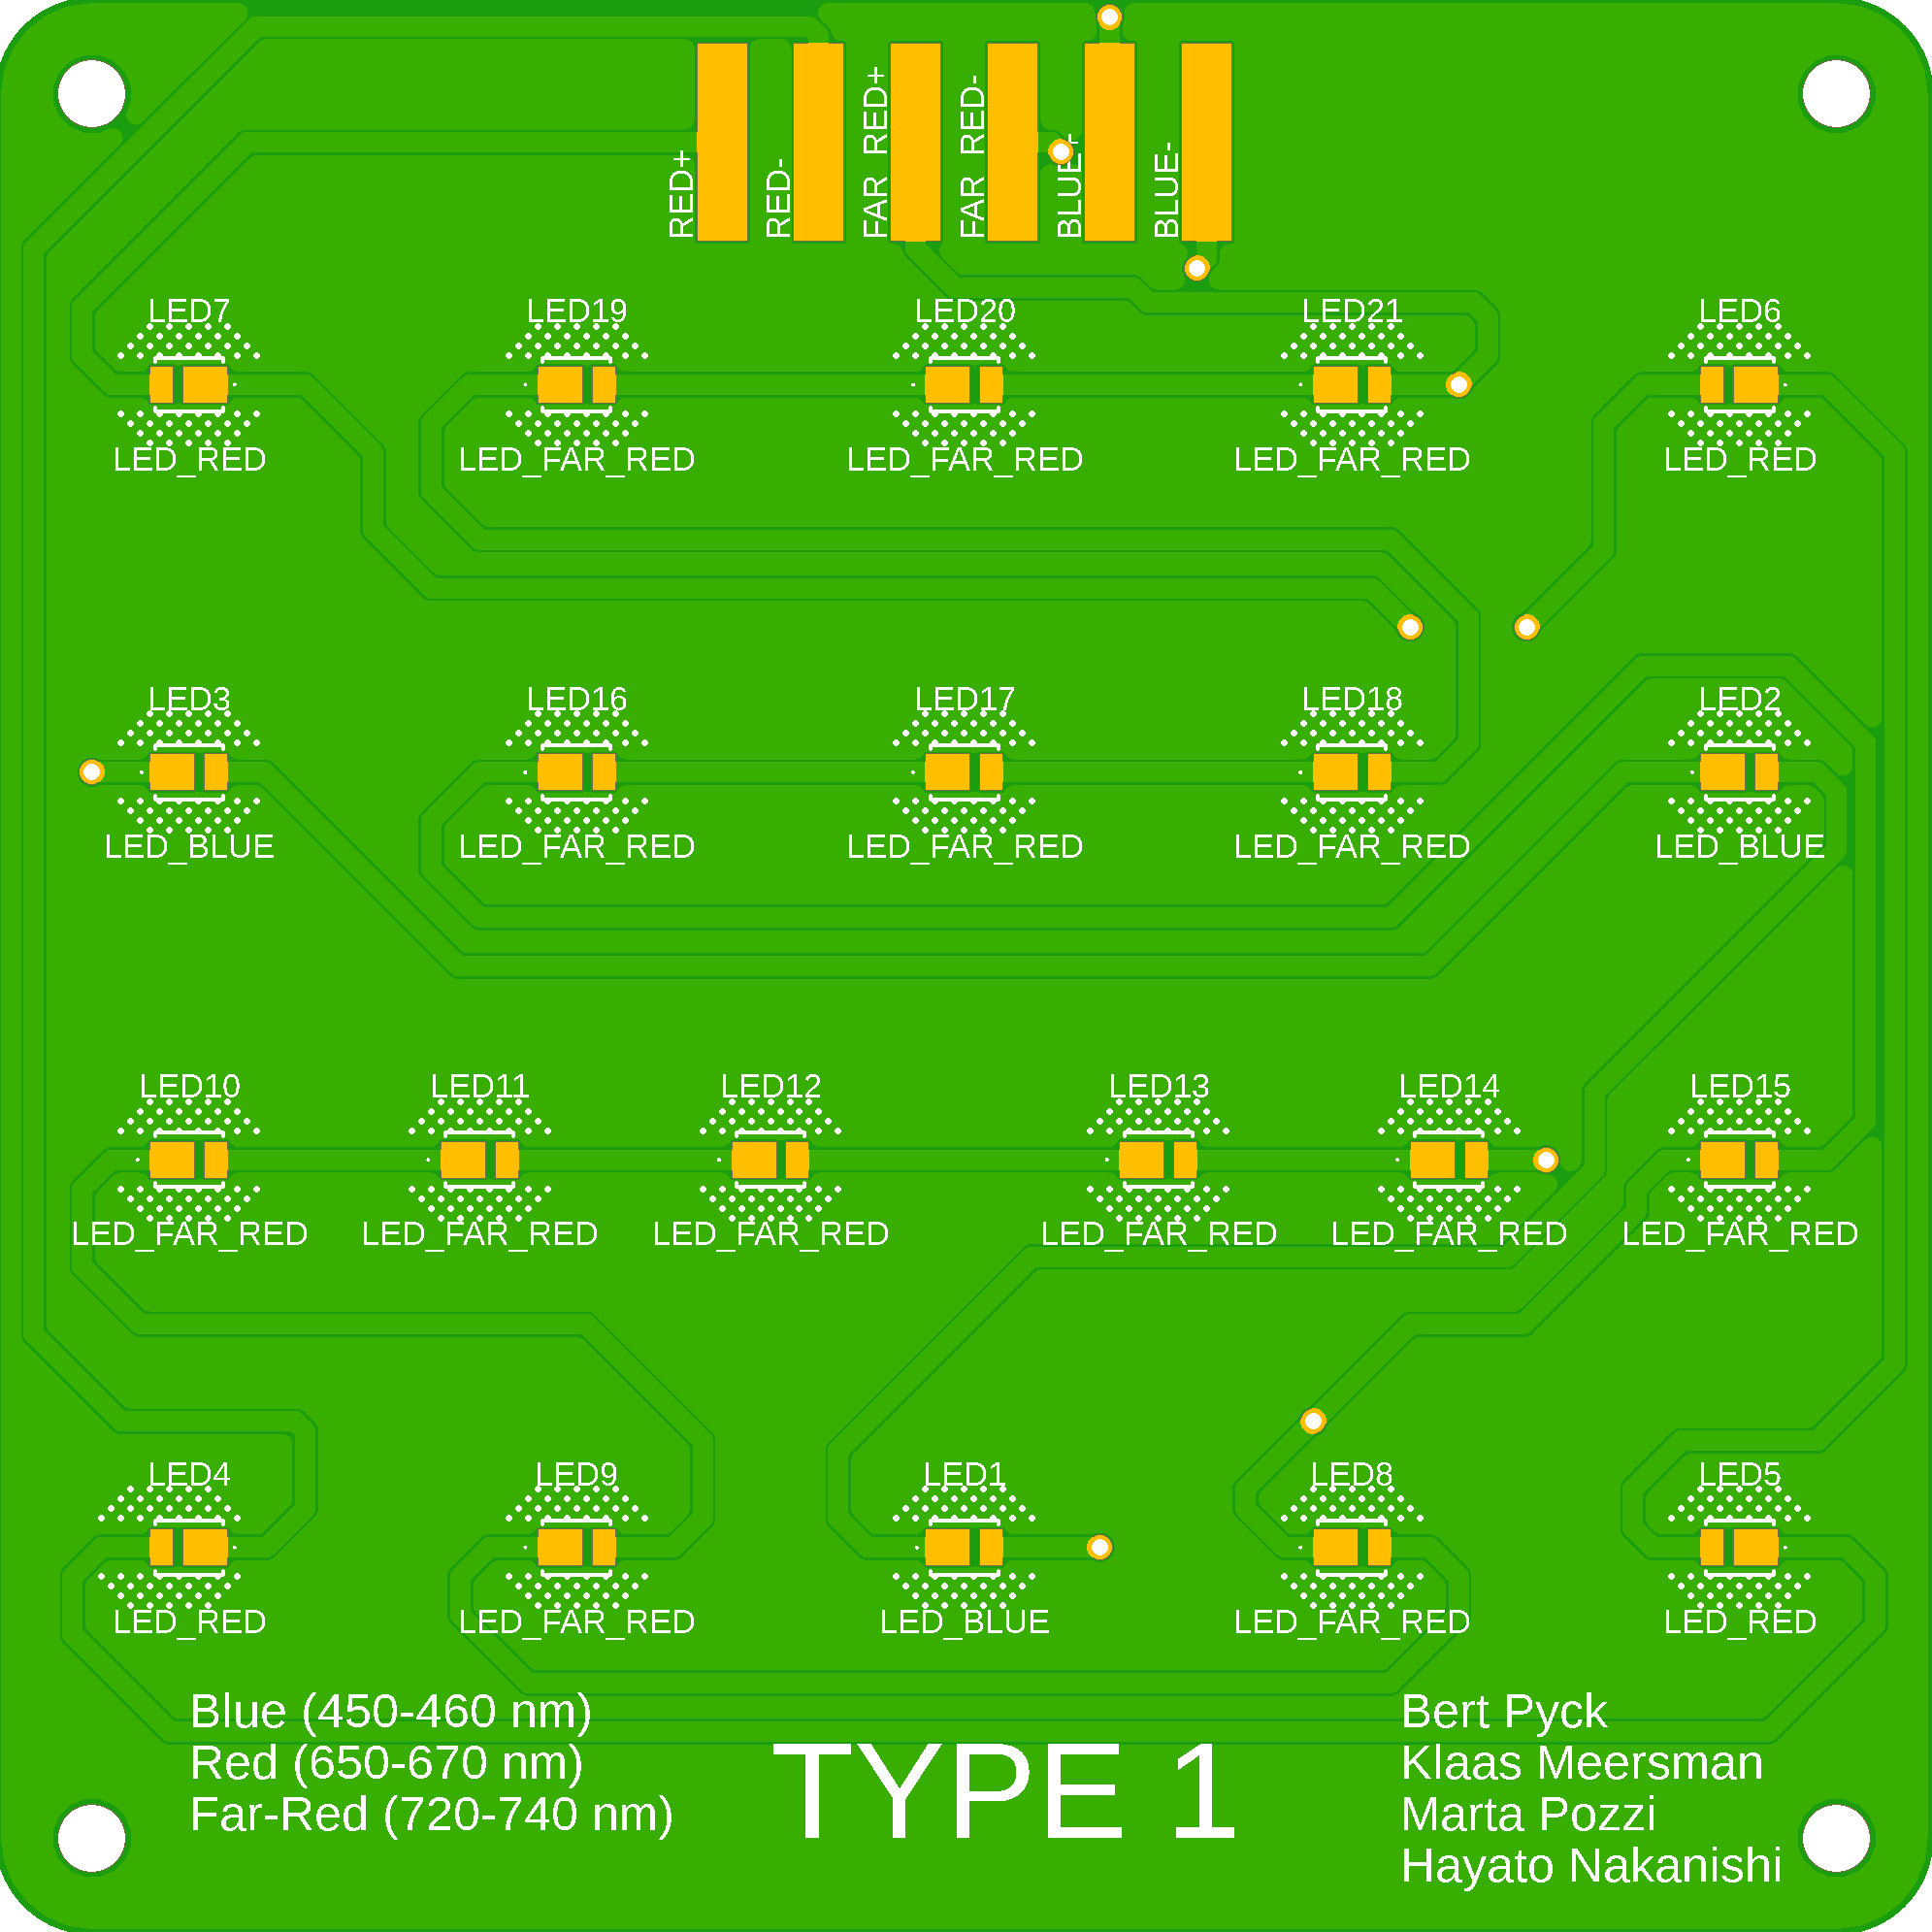 RED+
RED-
FAR RED+
FAR RED-
BLUE+
BLUE-
LED7
LED19
LED20
LED21
LED6
LED_RED
LED_FAR_RED
LED_FAR_RED
LED_FAR_RED
LED_RED
LED3
LED16
LED17
LED18
LED2
LED_BLUE
LED_FAR_RED
LED_FAR_RED
LED_FAR_RED
LED_BLUE
LED10
LED11
LED12
LED13
LED14
LED15
LED_FAR_RED
LED_FAR_RED
LED_FAR_RED
LED_FAR_RED
LED_FAR_RED
LED_FAR_RED
LED4
LED9
LED1
LED8
LED5
LED_RED
LED_FAR_RED
LED_BLUE
LED_FAR_RED
LED_RED
Blue (450-460 nm)
Red (650-670 nm)
Far-Red (720-740 nm)
TYPE 1
Bert Pyck
Klaas Meersman
Marta Pozzi
Hayato Nakanishi